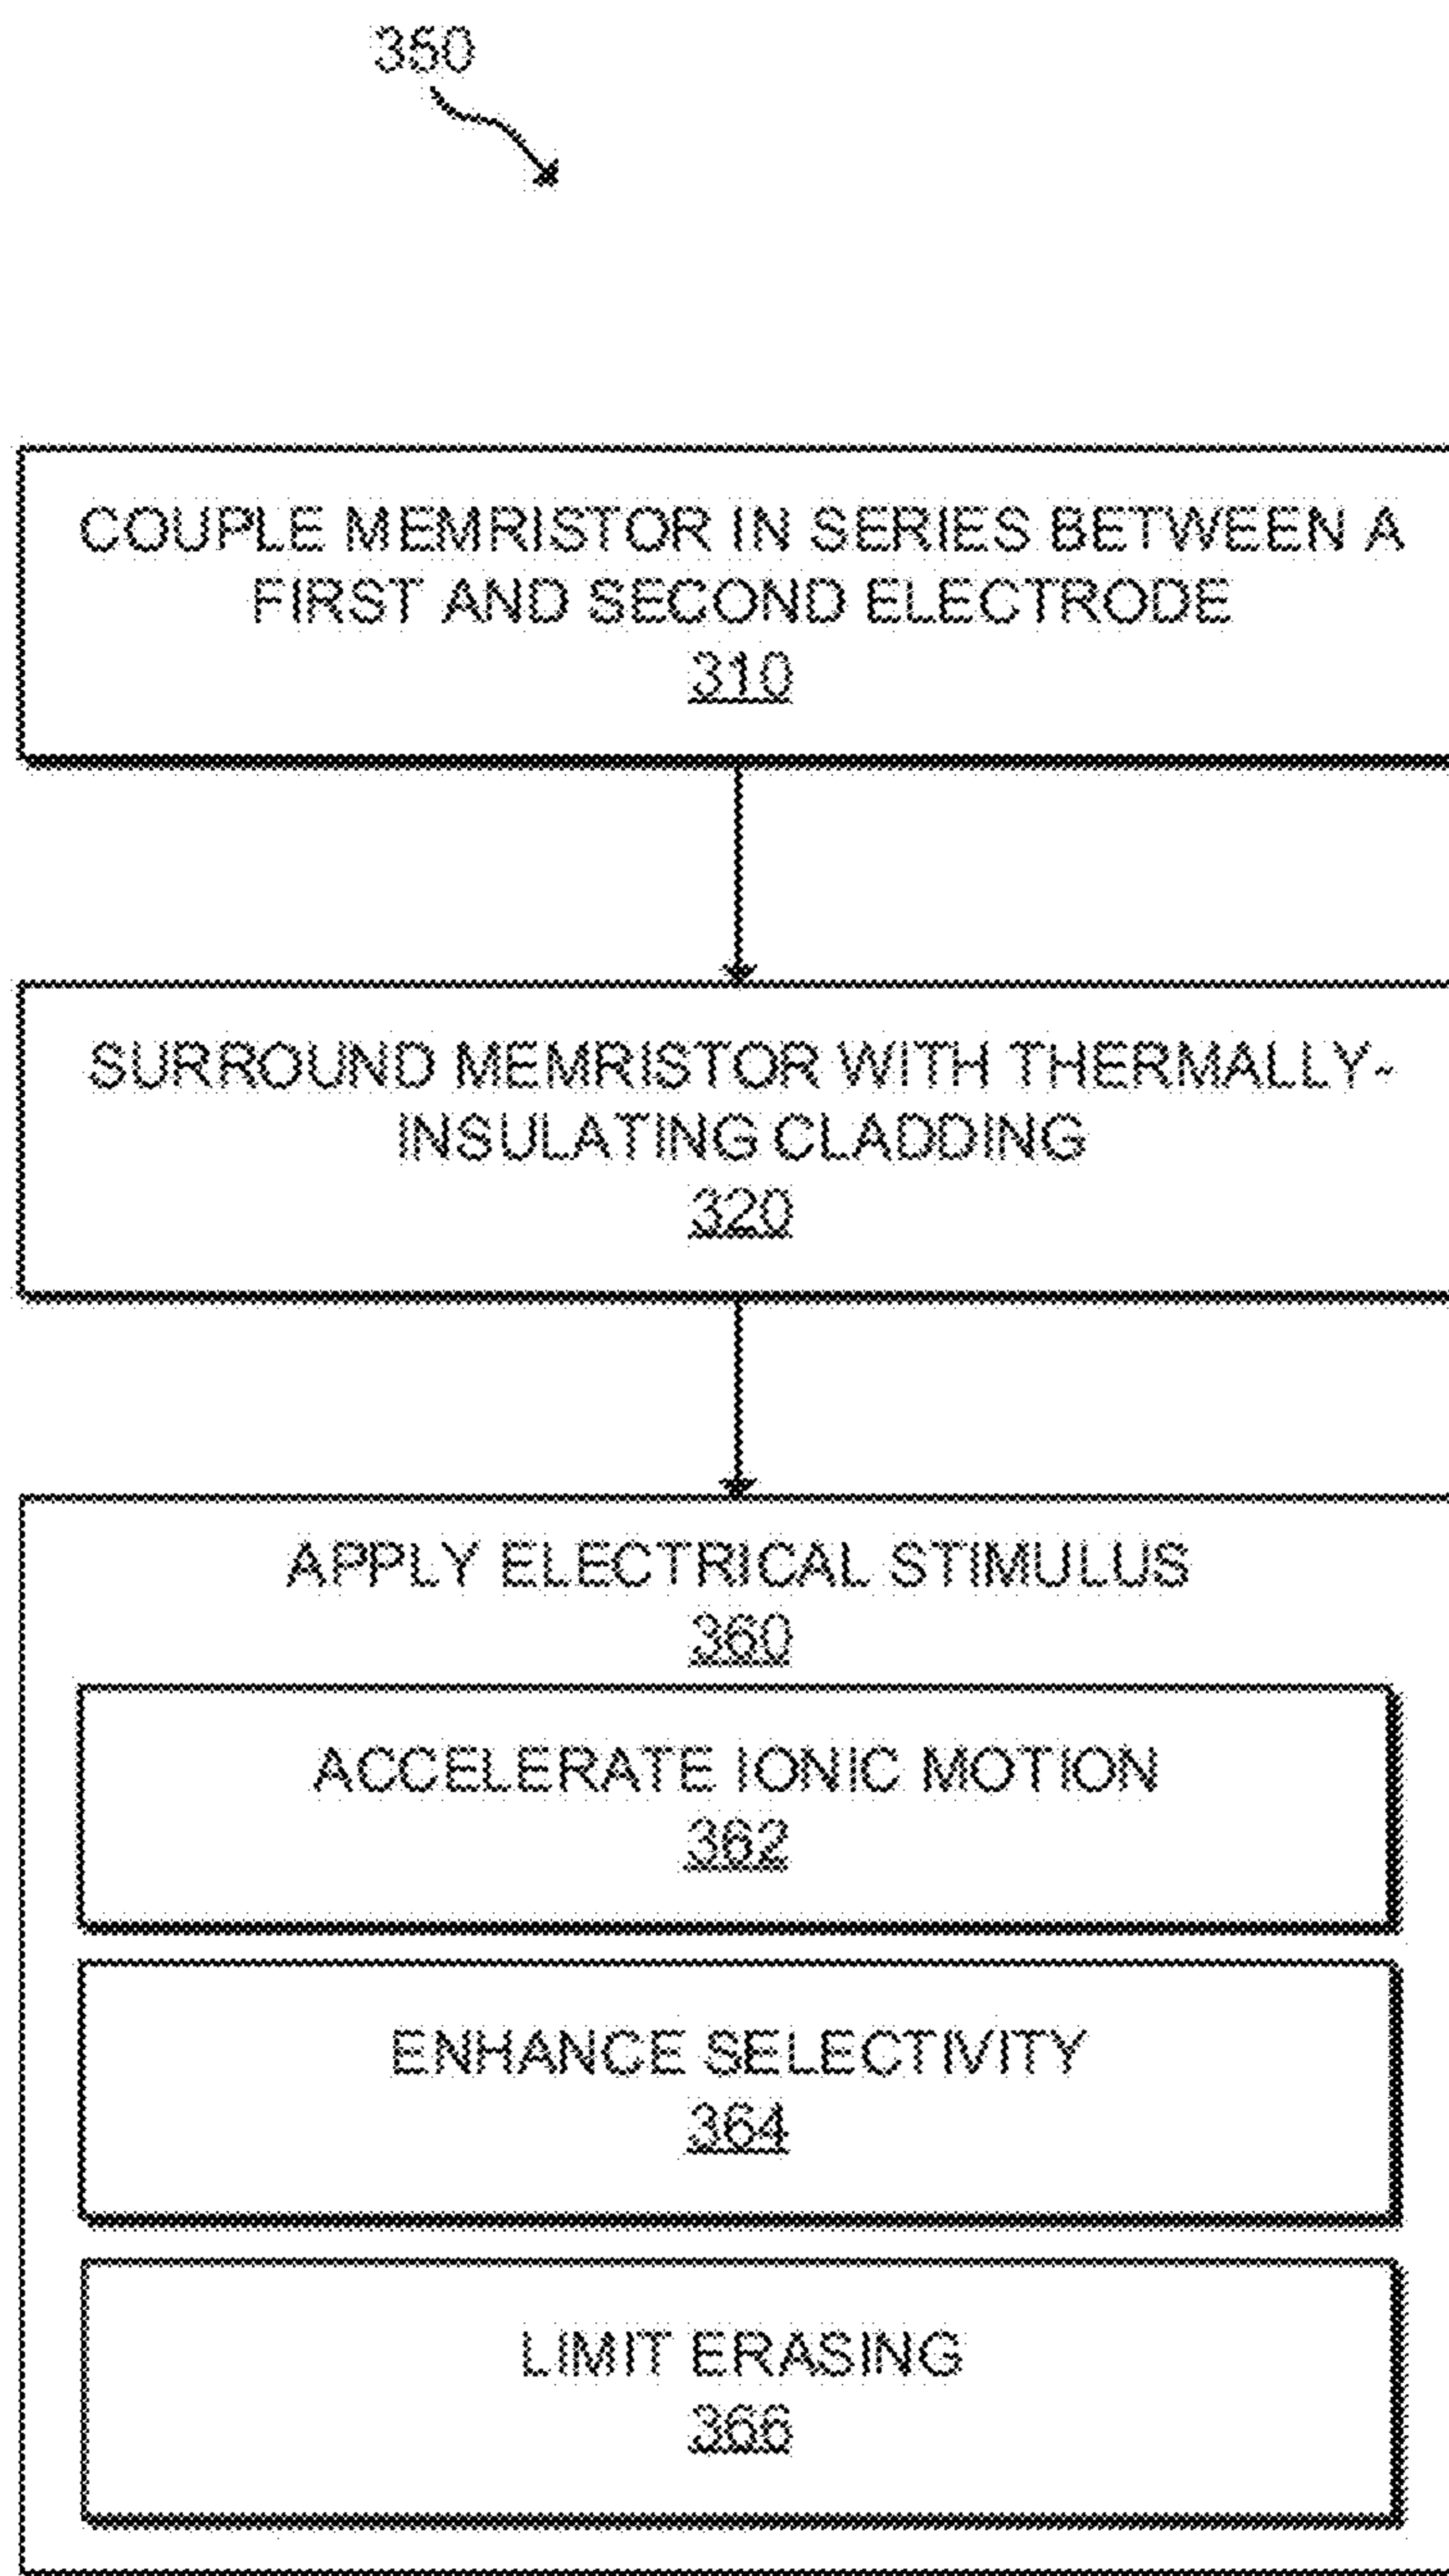 350
COUPLE MEMRISTOR IN SERIES BETWEEN A
FIRST AND SECOND ELECTRODE
310
SURROUND MEMRISTOR WITH THERMALLY-
INSULATING CLADDING
320
APPLY ELECTRICAL STIMULUS
360
ACCELERATE IONIC MOTION
362
ENHANCE SELECTIVITY
364
LIMIT ERASING
366